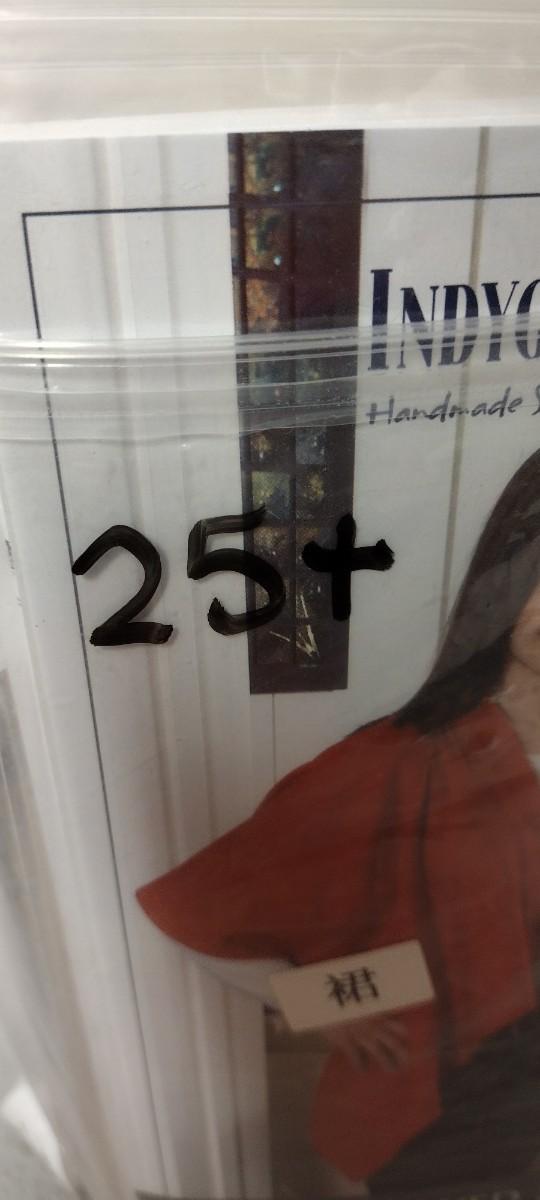 INDYG
Handmade S
25+
裙